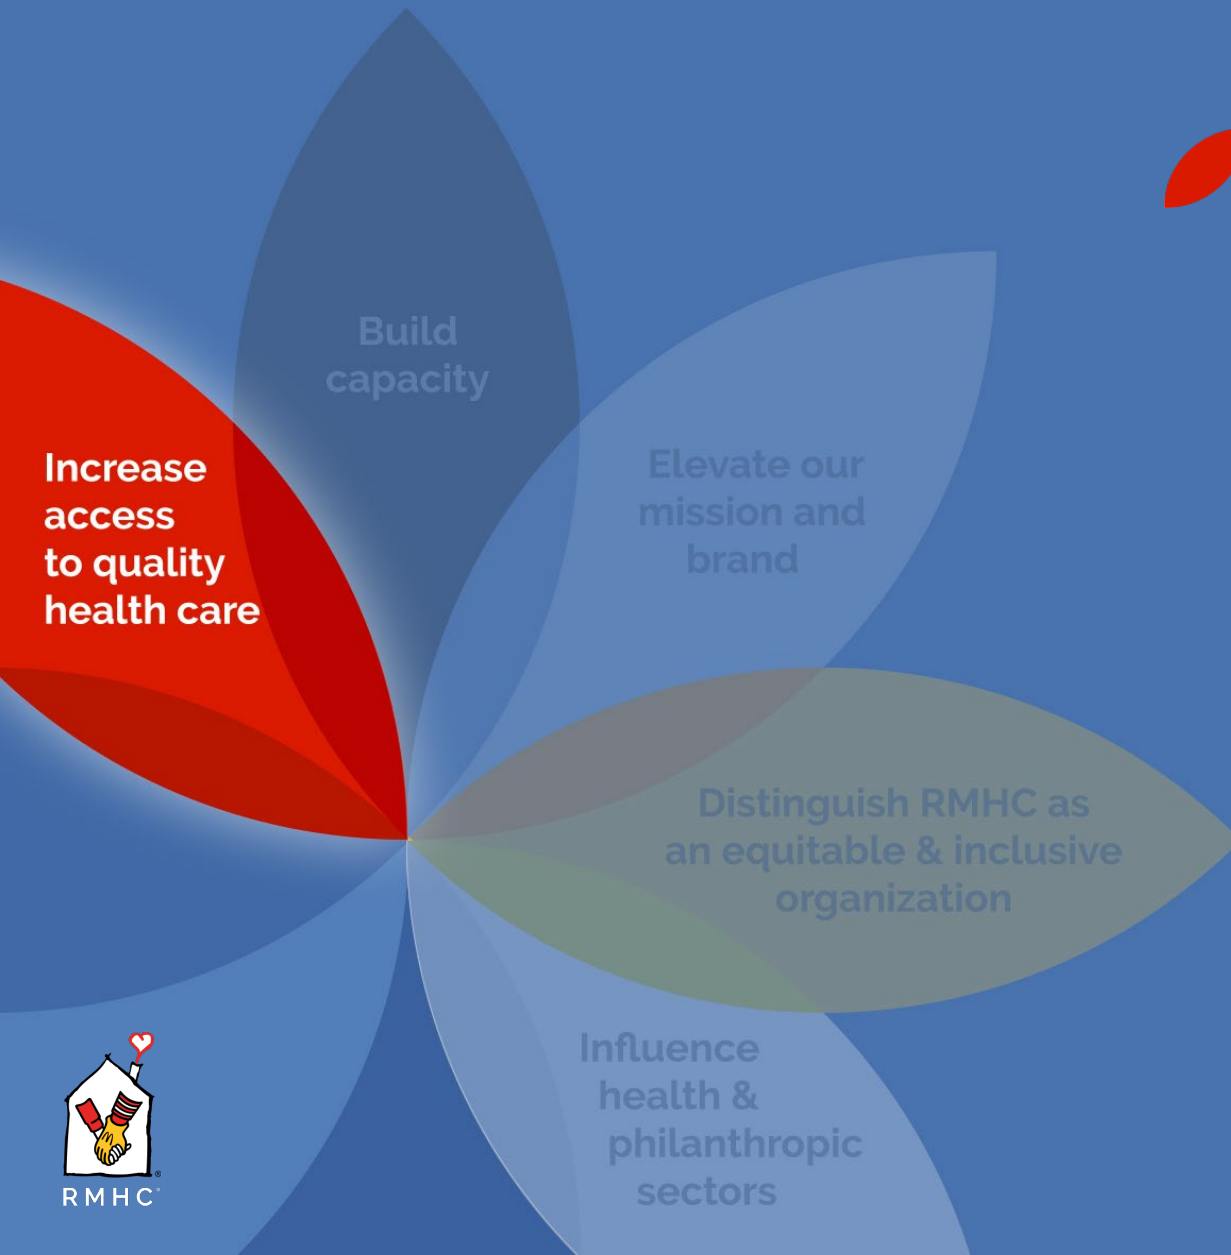 Build
capacity
Increase
access
to quality
health care
Elevate our
mission and
brand
Distinguish RMHC as
an equitable & inclusive
organization
Influence
health &
philanthropic
sectors
®
RMHC®